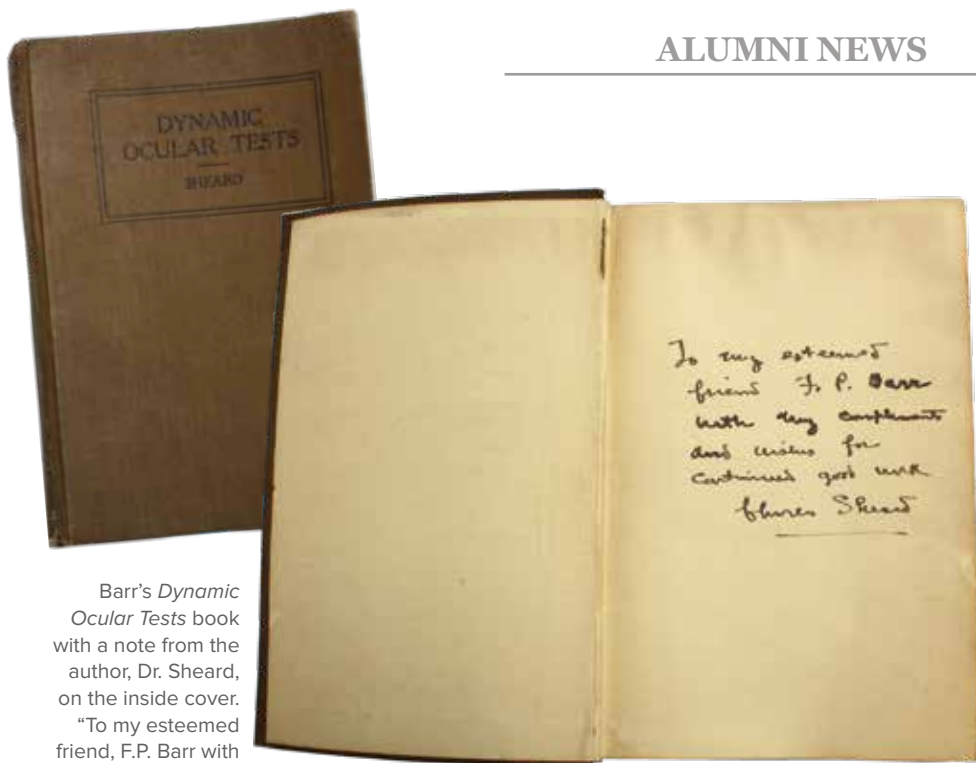 ALUMNI NEWS
DYNAMIC
OCULAR TESTS
SHEARD
To my esteemed
friend F. P. Barr
with my compliments
and wishes for
continued good work
Charles Sheard
Barr's Dynamic
Ocular Tests book
with a note from the
author, Dr. Sheard,
on the inside cover.
“To my esteemed
friend, F.P. Barr with